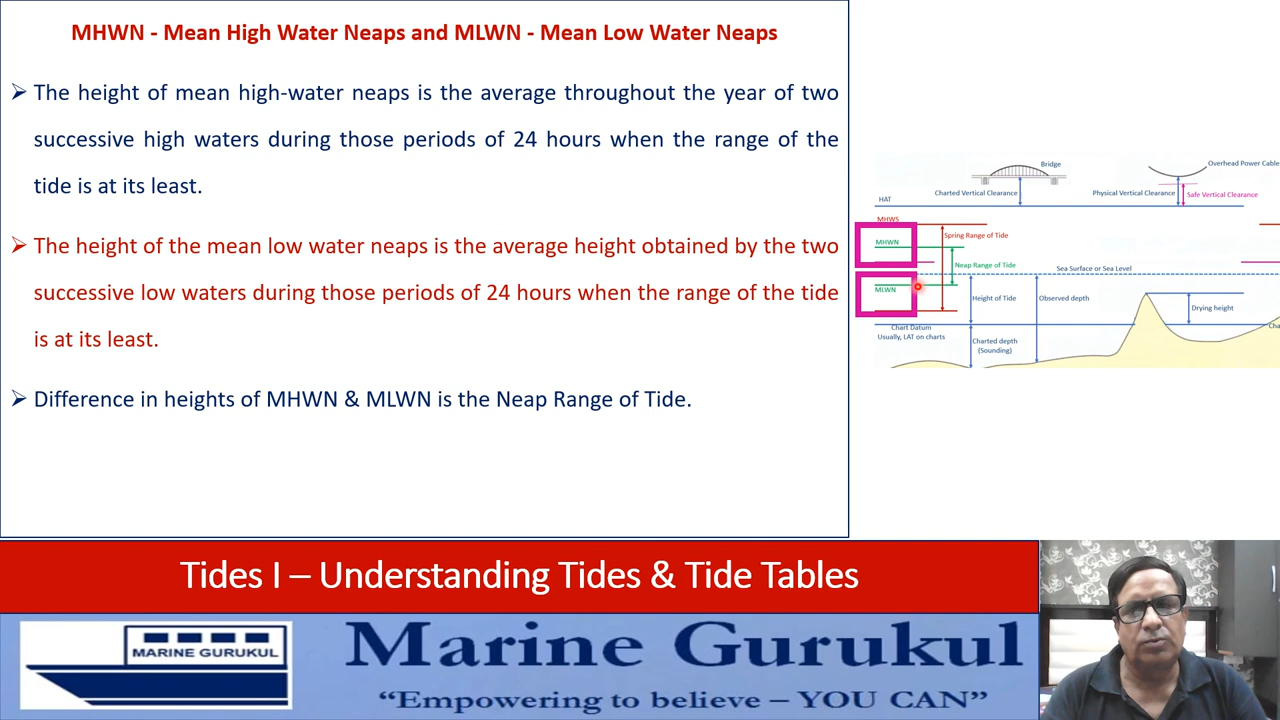 MHWN - Mean High Water Neaps and MLWN - Mean Low Water Neaps
➢ The height of mean high-water neaps is the average throughout the year of two
successive high waters during those periods of 24 hours when the range of the
tide is at its least.
➢ The height of the mean low water neaps is the average height obtained by the two
successive low waters during those periods of 24 hours when the range of the tide
is at its least.
➢ Difference in heights of MHWN & MLWN is the Neap Range of Tide.
Bridge
Overhead Power Cable
Charted Vertical Clearance
Physical Vertical Clearance
Safe Vertical Clearance
HAT
MHWS
Spring Range of Tide
MHWN
Neap Range of Tide
Sea Surface or Sea Level
MLWN
Height of Tide
Observed depth
Drying height
Chart Datum
Usually, LAT on charts
Charted depth
(Sounding)
Cha
Tides I – Understanding Tides & Tide Tables
MARINE GURUKUL
Marine Gurukul
“Empowering to believe – YOU CAN”